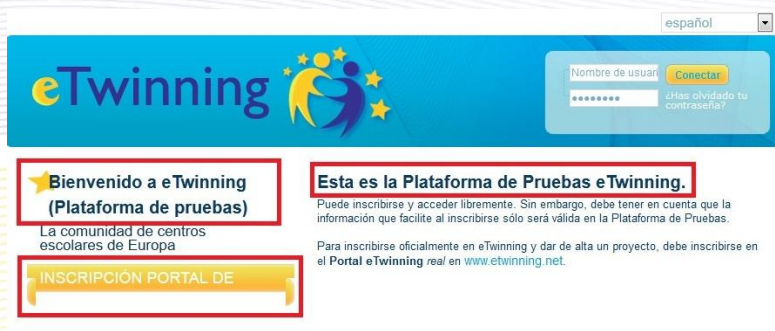 español
eTwinning
Nombre de usuari
Conectar
¿Has olvidado tu
contraseña?
Bienvenido a eTwinning
(Plataforma de pruebas)
La comunidad de centros
escolares de Europa
INSCRIPCIÓN PORTAL DE
Esta es la Plataforma de Pruebas eTwinning.
Puede inscribirse y acceder libremente. Sin embargo, debe tener en cuenta que la
información que facilite al inscribirse sólo será válida en la Plataforma de Pruebas.
Para inscribirse oficialmente en eTwinning y dar de alta un proyecto, debe inscribirse en
el Portal eTwinning real en www.etwinning.net.